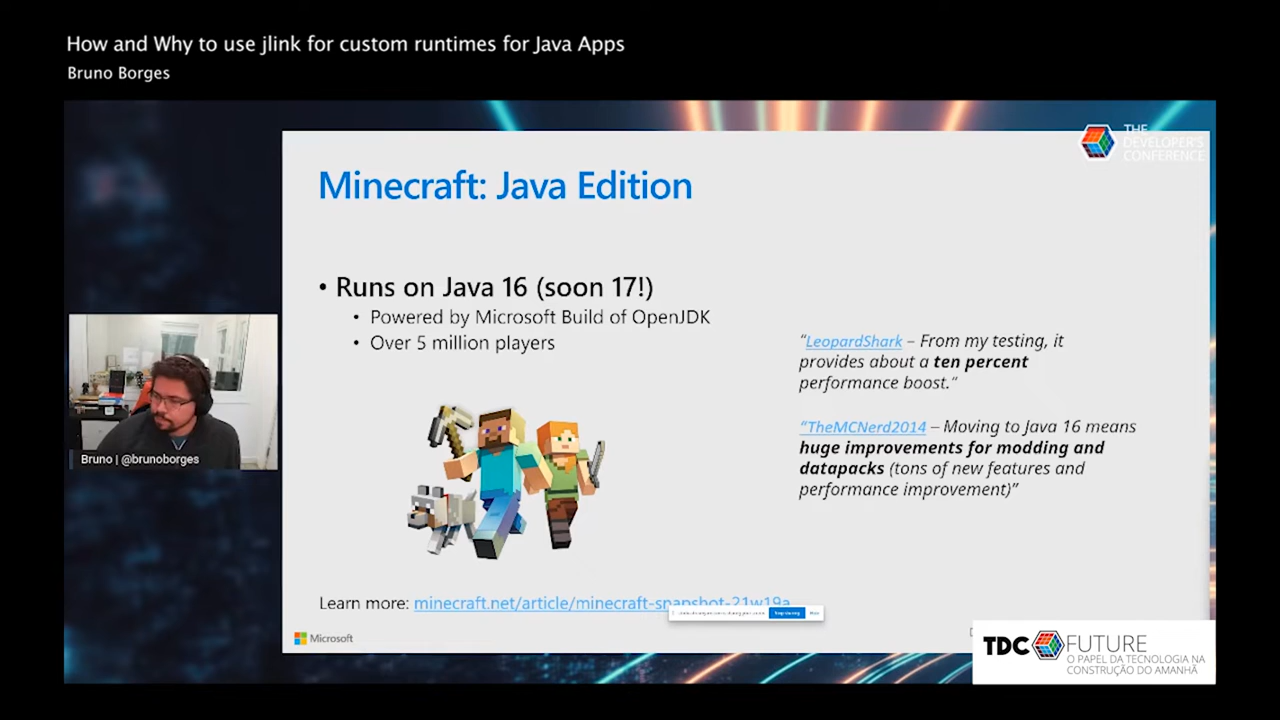 How and Why to use jlink for custom runtimes for Java Apps
Bruno Borges
THE
DEVELOPER'S
CONFERENCE
Minecraft: Java Edition
• Runs on Java 16 (soon 17!)
• Powered by Microsoft Build of OpenJDK
• Over 5 million players
"LeopardShark – From my testing, it
provides about a ten percent
performance boost."
"TheMCNerd2014 – Moving to Java 16 means
huge improvements for modding and
datapacks (tons of new features and
performance improvement)"
Bruno | @brunoborges
Learn more: minecraft.net/article/minecraft-snapshot-21w19a
Stop sharing
Hide
Microsoft
TDC FUTURE
O PAPEL DA TECNOLOGIA NA
CONSTRUÇÃO DO AMANHÃ